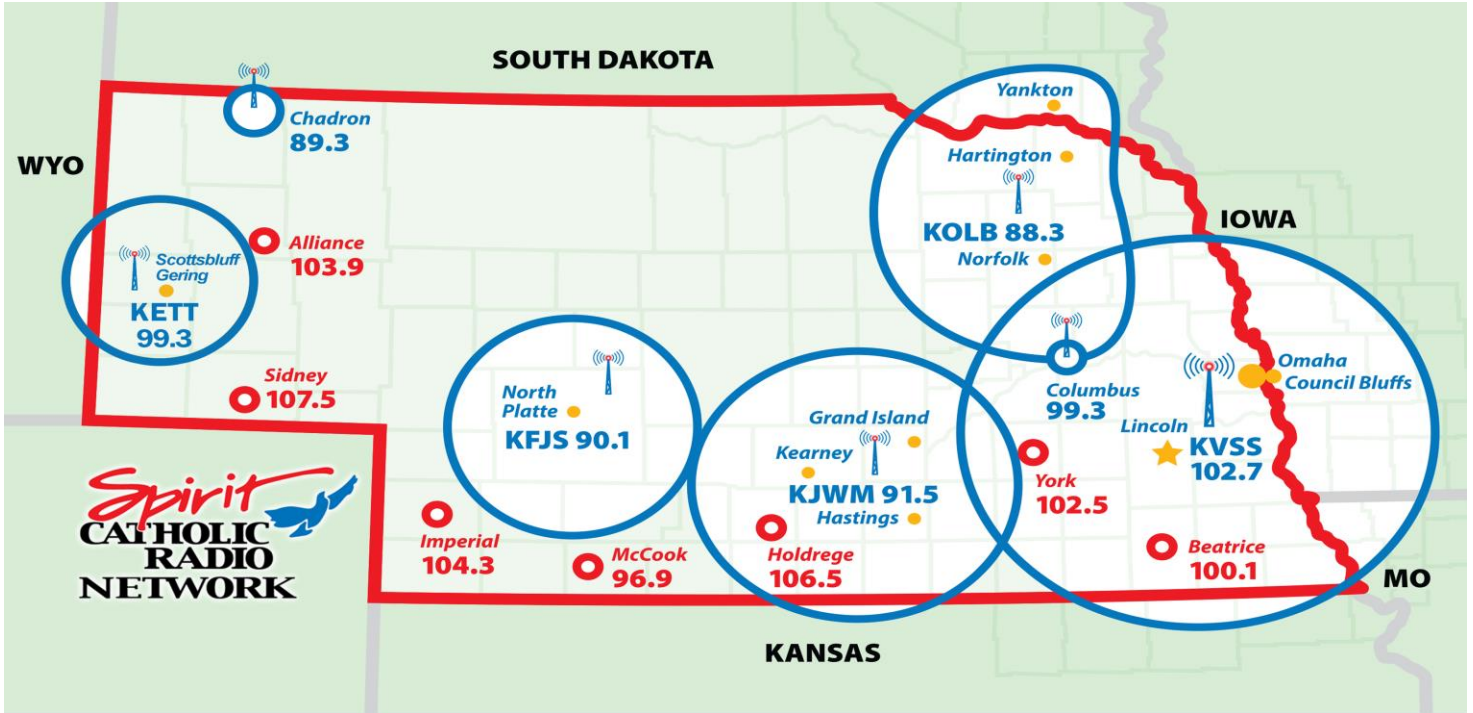 SOUTH DAKOTA
WYO
Chadron
89.3
Yankton
Hartington
KOLB 88.3
Norfolk
IOWA
Alliance
103.9
Scottsbluff
Gering
KETT
99.3
Sidney
107.5
North
Platte
KFJS 90.1
Grand Island
Kearney
KJWM 91.5
Hastings
Columbus
99.3
Omaha
Council Bluffs
Lincoln
KVSS
102.7
York
102.5
Imperial
104.3
McCook
96.9
Holdrege
106.5
Beatrice
100.1
MO
KANSAS
Spirit
CATHOLIC
RADIO
NETWORK